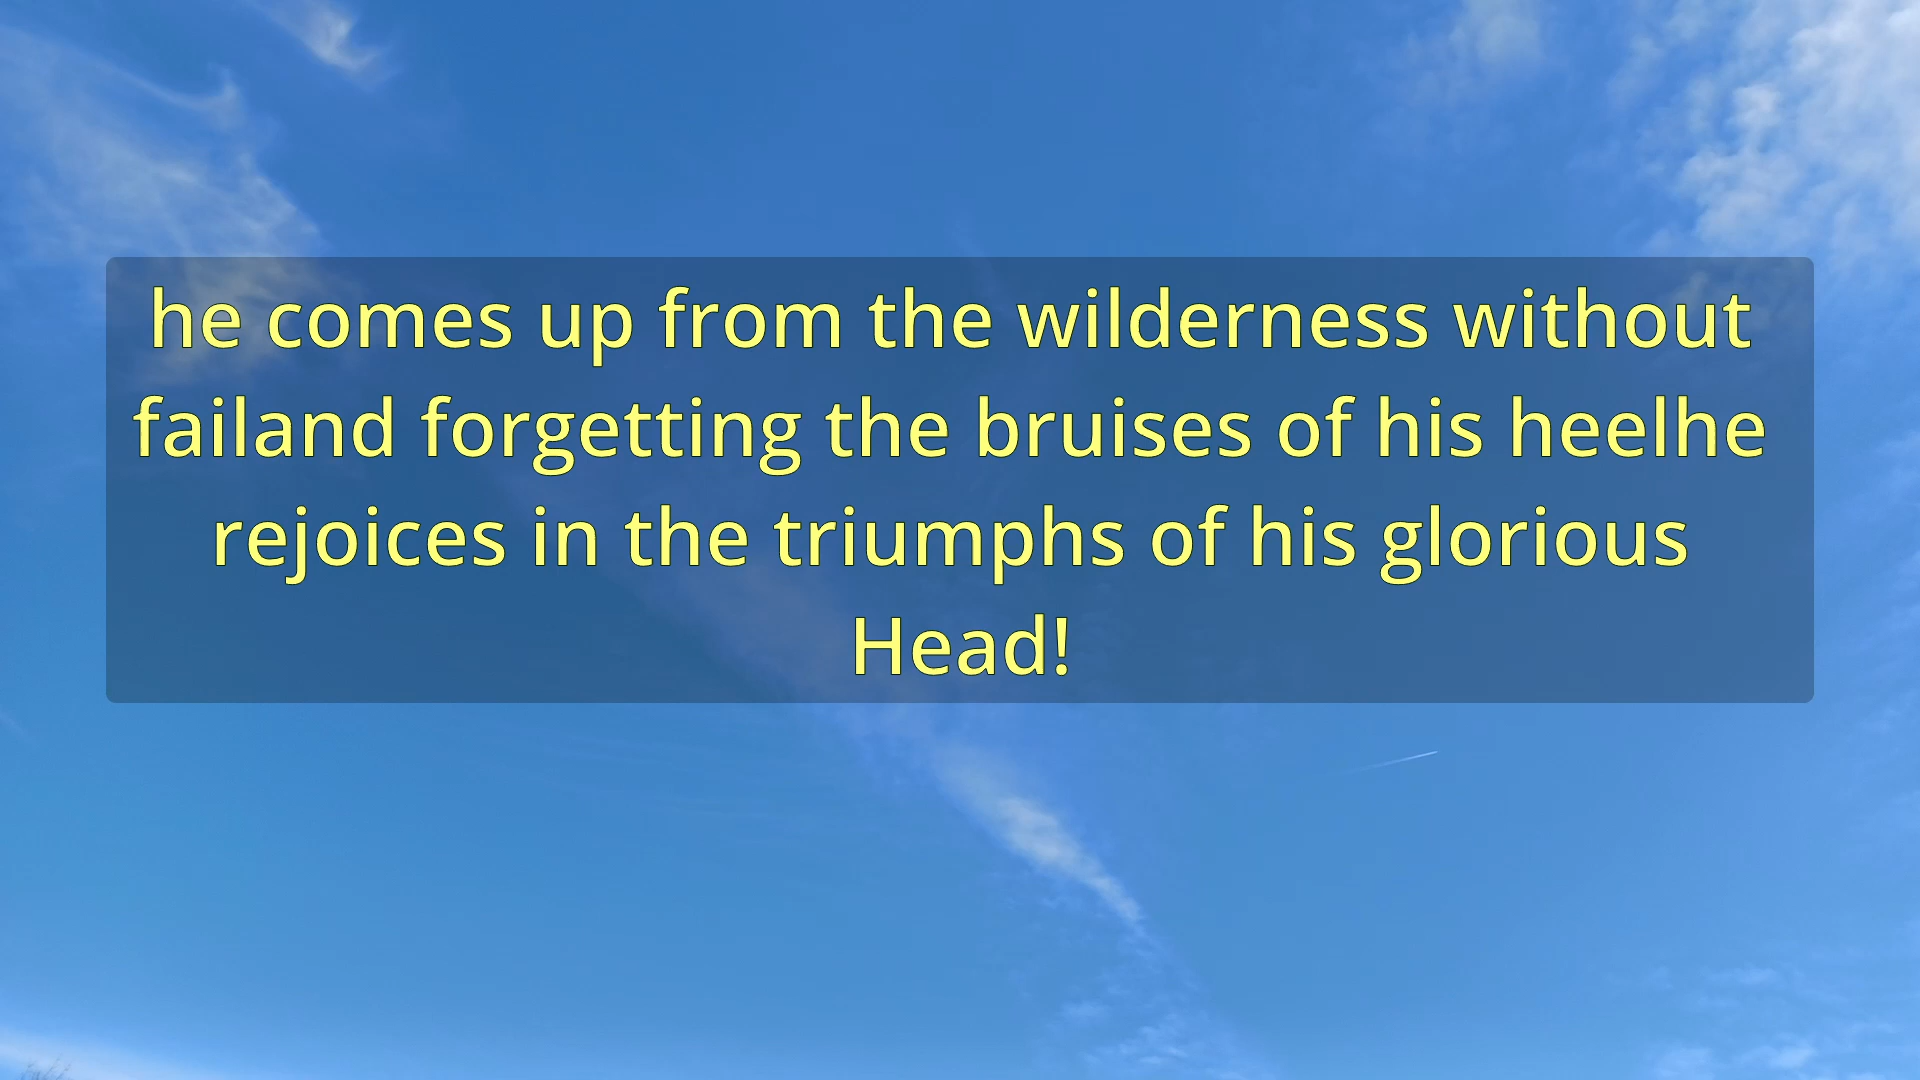 he comes up from the wilderness without
failand forgetting the bruises of his heelhe
rejoices in the triumphs of his glorious
Head!